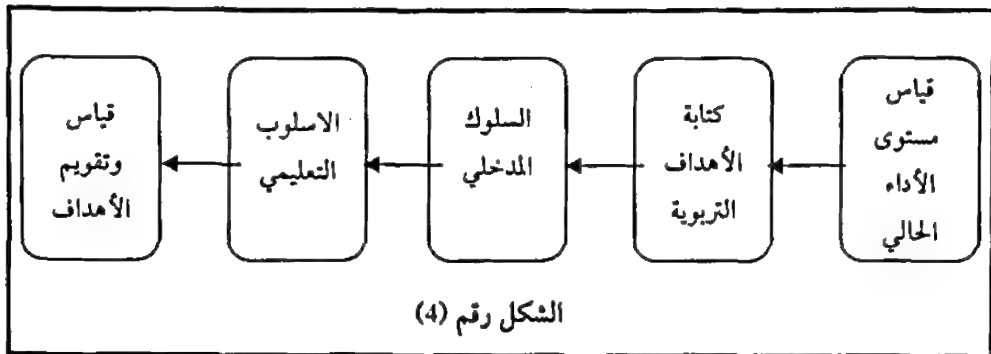 قياس
مستوى
الأداء
الحالي
كتابة
الأهداف
التربوية
السلوك
المدخلي
الاسلوب
التعليمي
قياس
وتقويم
الأهداف
الشكل رقم (4)